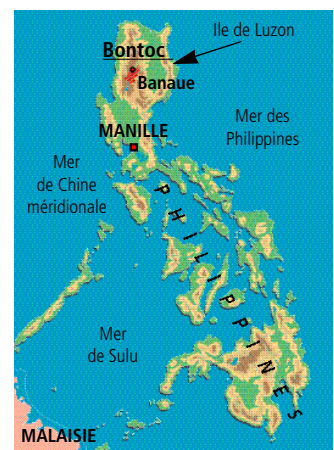 Ile de Luzon
Bontoc
Banaue
MANILLE
Mer des
Philippines
Mer
de Chine
méridionale
PHiLIPPINES
Mer
de Sulu
MALAISIE